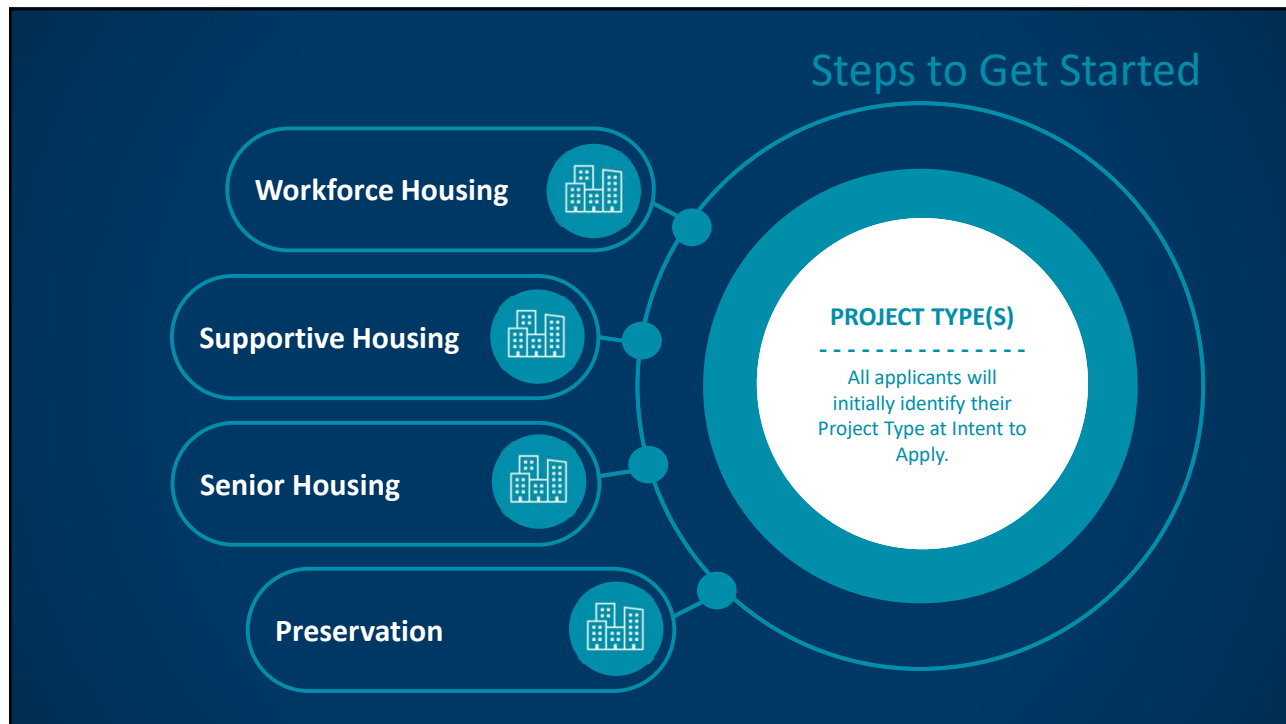 Steps to Get Started
Workforce Housing
Supportive Housing
Senior Housing
Preservation
PROJECT TYPE(S)
- - - - - - - - - - - - - - -
All applicants will
initially identify their
Project Type at Intent to
Apply.